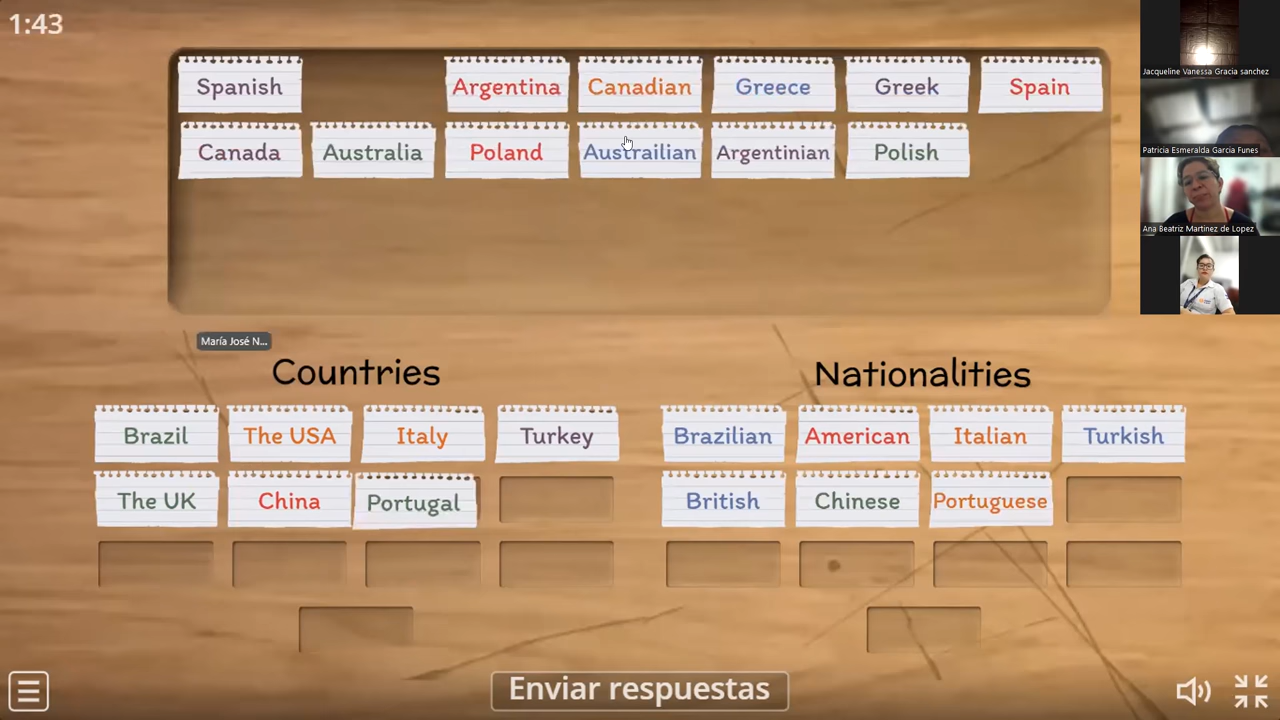 1:43
Spanish Argentina Canadian Greece Greek Spain
Canada Australia Poland Austrailian Argentinian Polish
Jacqueline Vanessa Gracia sanchez
Patricia Esmeralda Garcia Funes
Ana Beatriz Martinez de Lopez
María José N...
Countries
Brazil The USA Italy Turkey
The UK China Portugal
Nationalities
Brazilian American Italian Turkish
British Chinese Portuguese
Enviar respuestas